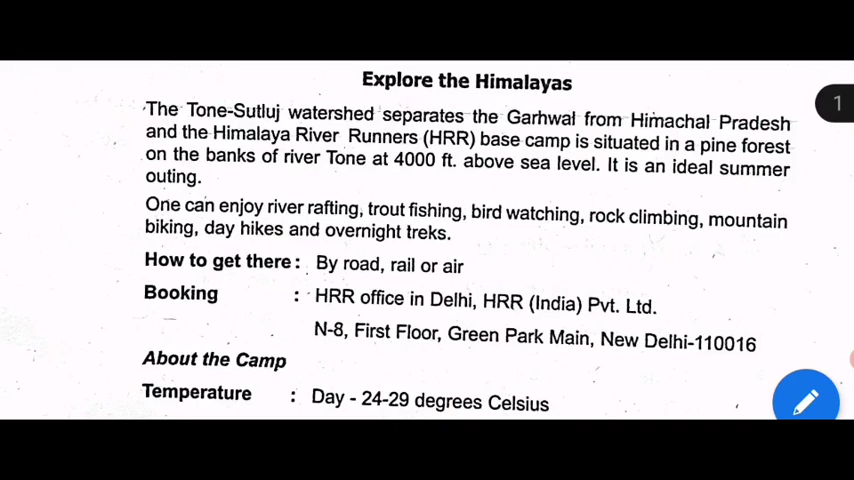 Explore the Himalayas
The Tone-Sutluj watershed separates the Garhwal from Himachal Pradesh
and the Himalaya River Runners (HRR) base camp is situated in a pine forest
on the banks of river Tone at 4000 ft. above sea level. It is an ideal summer
outing.
One can enjoy river rafting, trout fishing, bird watching, rock climbing, mountain
biking, day hikes and overnight treks.
How to get there : By road, rail or air
Booking : HRR office in Delhi, HRR (India) Pvt. Ltd.
N-8, First Floor, Green Park Main, New Delhi-110016
About the Camp
Temperature : Day - 24-29 degrees Celsius
1